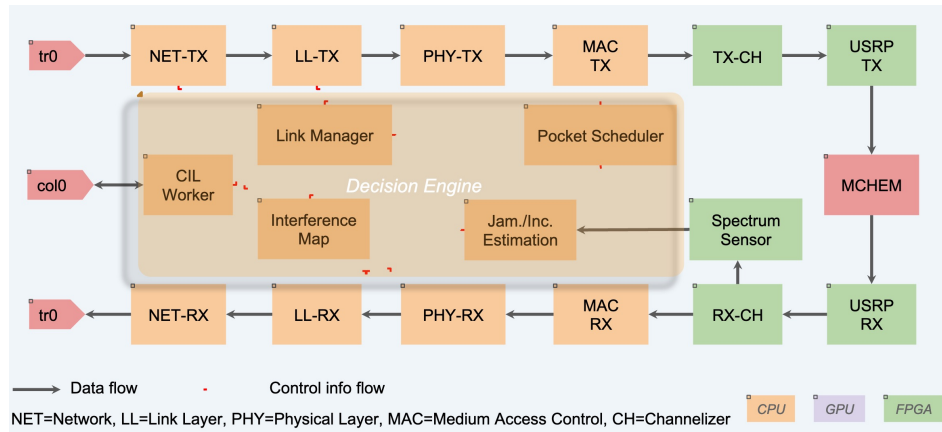 tr0
NET-TX
LL-TX
PHY-TX
MAC
TX
TX-CH
USRP
TX
Link Manager
Pocket Scheduler
col0
CIL
Worker
Decision Engine
MCHEM
Interference
Map
Jam./Inc.
Estimation
Spectrum
Sensor
tr0
NET-RX
LL-RX
PHY-RX
MAC
RX
RX-CH
USRP
RX
Data flow
Control info flow
NET=Network, LL=Link Layer, PHY=Physical Layer, MAC=Medium Access Control, CH=Channelizer
CPU
GPU
FPGA